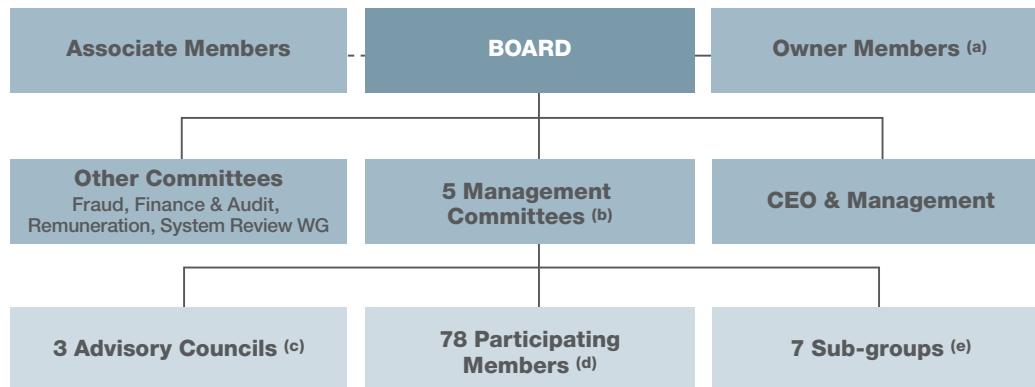 Associate Members
BOARD
Owner Members (a)
Other Committees
Fraud, Finance & Audit,
Remuneration, System Review WG
5 Management
Committees (b)
CEO & Management
3 Advisory Councils (c)
78 Participating
Members (d)
7 Sub-groups (e)